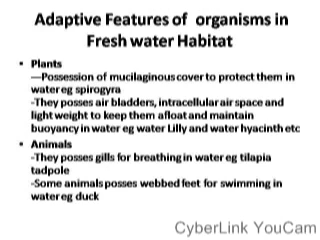 Adaptive Features of organisms in
Fresh water Habitat
• Plants
—Possession of mucilaginous cover to protect them in
water eg spirogyra
-They posses air bladders, intracellular air space and
light weight to keep them afloat and maintain
buoyancy in water eg water Lilly and water hyacinth etc
• Animals
-They possess gills for breathing in water eg tilapia
tadpole
-Some animals posses webbed feet for swimming in
water eg duck
CyberLink YouCam